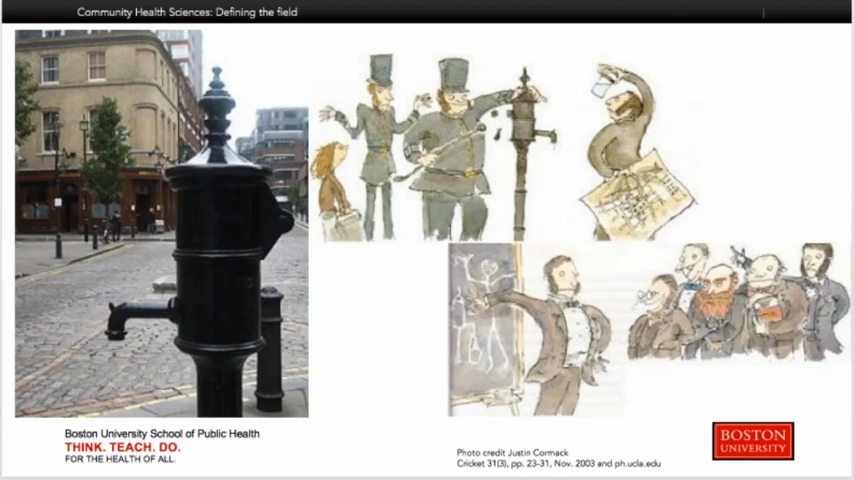 Community Health Sciences: Defining the field
Boston University School of Public Health
THINK. TEACH. DO.
FOR THE HEALTH OF ALL.
Photo credit Justin Cormack
Cricket 31(3), pp. 23-31, Nov. 2003 and ph.ucla.edu
BOSTON
UNIVERSITY